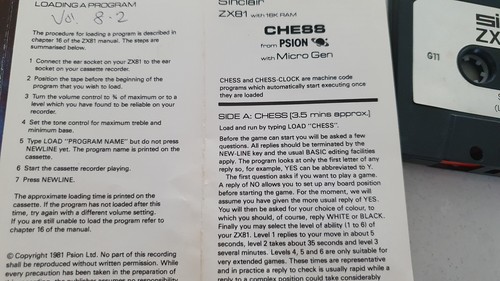 LOADING A PROGRAM
Vol. 8-2
The procedure for loading a program is described in
chapter 16 of the ZX81 manual. The steps are
summarised below.
1 Connect the ear socket on your ZX81 to the ear
socket on your cassette recorder.
2 Position the tape before the beginning of the
program that you wish to load.
3 Turn the volume control to ¾ of maximum or to a
level which you have found to be reliable on your
recorder.
4 Set the tone control for maximum treble and
minimum base.
5 Type LOAD "PROGRAM NAME" but do not press
NEWLINE yet. The program name is printed on the
cassette.
6 Start the cassette recorder playing.
7 Press NEWLINE.
The approximate loading time is printed on the
cassette. If the program has not loaded after this
time, try again with a different volume setting.
If you are still unable to load the program refer to
chapter 16 of the manual.
© Copyright 1981 Psion Ltd. No part of this recording
shall be reproduced without written permission. While
every precaution has been taken in the preparation of
Sinclair
ZX81 with 16K RAM
CHESS
from PSION
with Micro Gen
CHESS and CHESS-CLOCK are machine code
programs which automatically start executing once
they are loaded
SIDE A: CHESS (3.5 mins approx.)
Load and run by typing LOAD "CHESS".
Before the game can start you will be asked a few
questions. All replies should be terminated by the
NEW-LINE key and the usual BASIC editing facilities
apply. The program looks at only the first letter of any
reply so, for example, YES can be abbreviated to Y.
The first question asks if you want to play a game.
A reply of NO allows you to set up any board position
before starting the game. For the moment, we will
assume you have given the more usual reply of YES.
You will then be asked for your choice of colour, to
which you should, of course, reply WHITE or BLACK.
Finally you may select the level of ability (1 to 6) of
your ZX81. Level 1 replies to your move in about 5
seconds, level 2 takes about 35 seconds and level 3
several minutes. Levels 4, 5 and 6 are only suitable for
very extended games. These times are representative
and in practice a reply to check is usually rapid while a
reply to a complex position could take considerably
ZX
GTI